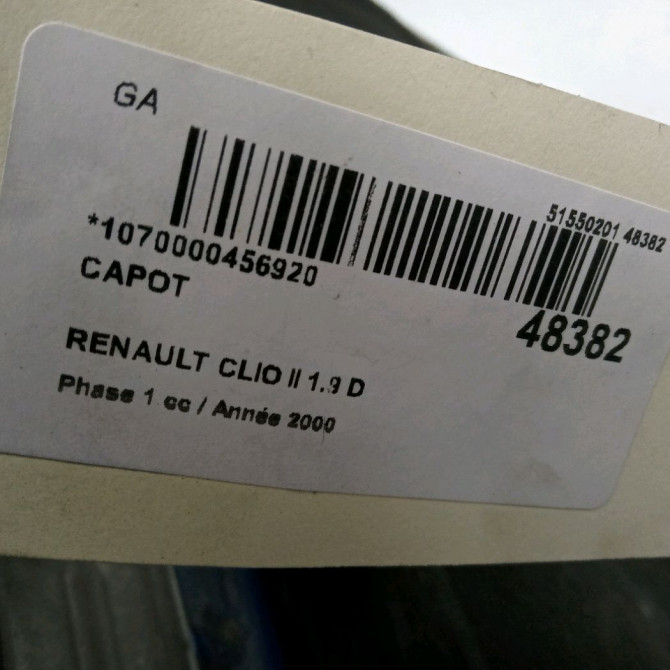 GA
51550201 48382
*1070000456920
48382
CAPOT
RENAULT CLIO II 1.9 D
Phase 1 cc / Année 2000